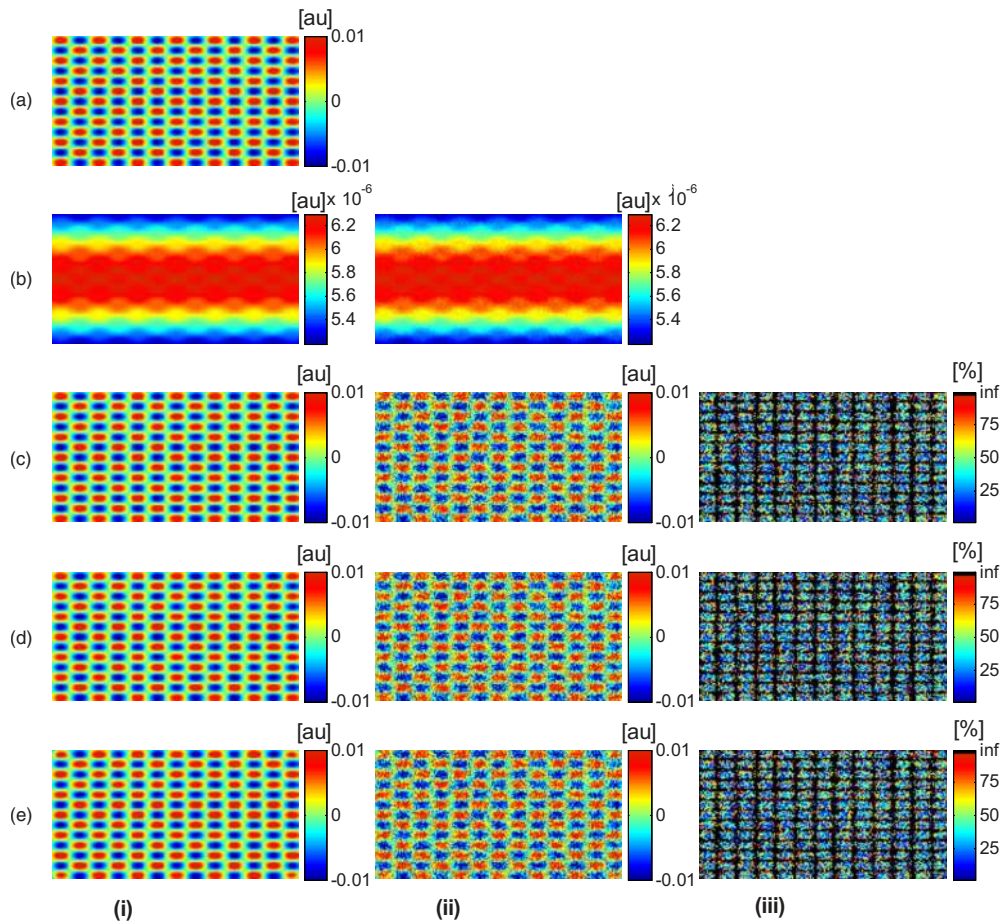 [au]
0.01
(a)
0
-0.01
[au] x 10^-6
6.2
6
(b)
5.8
5.6
5.4
[au] x 10^-6
6.2
6
5.8
5.6
5.4
[au]
0.01
(c)
0
-0.01
[au]
0.01
0
-0.01
[%]
inf
75
50
25
[au]
0.01
(d)
0
-0.01
[au]
0.01
0
-0.01
[%]
inf
75
50
25
[au]
0.01
(e)
0
-0.01
[au]
0.01
0
-0.01
[%]
inf
75
50
25
(i)
(ii)
(iii)